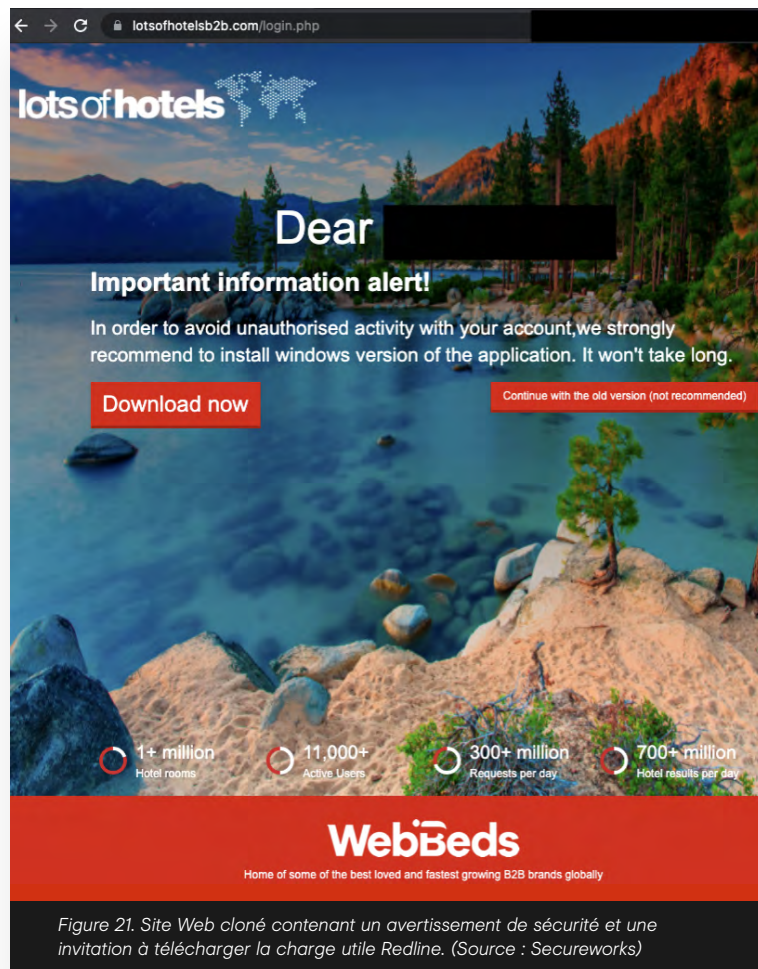 lotsofhotelsb2b.com/login.php
lotsofhotels
Dear
Important information alert!
In order to avoid unauthorised activity with your account,we strongly
recommend to install windows version of the application. It won't take long.
Download now
Continue with the old version (not recommended)
1+ million
Hotel rooms
11,000+
Active Users
300+ million
Requests per day
700+ million
Hotel results per day
WebBeds
Home of some of the best loved and fastest growing B2B brands globally
Figure 21. Site Web cloné contenant un avertissement de sécurité et une
invitation à télécharger la charge utile Redline. (Source : Secureworks)